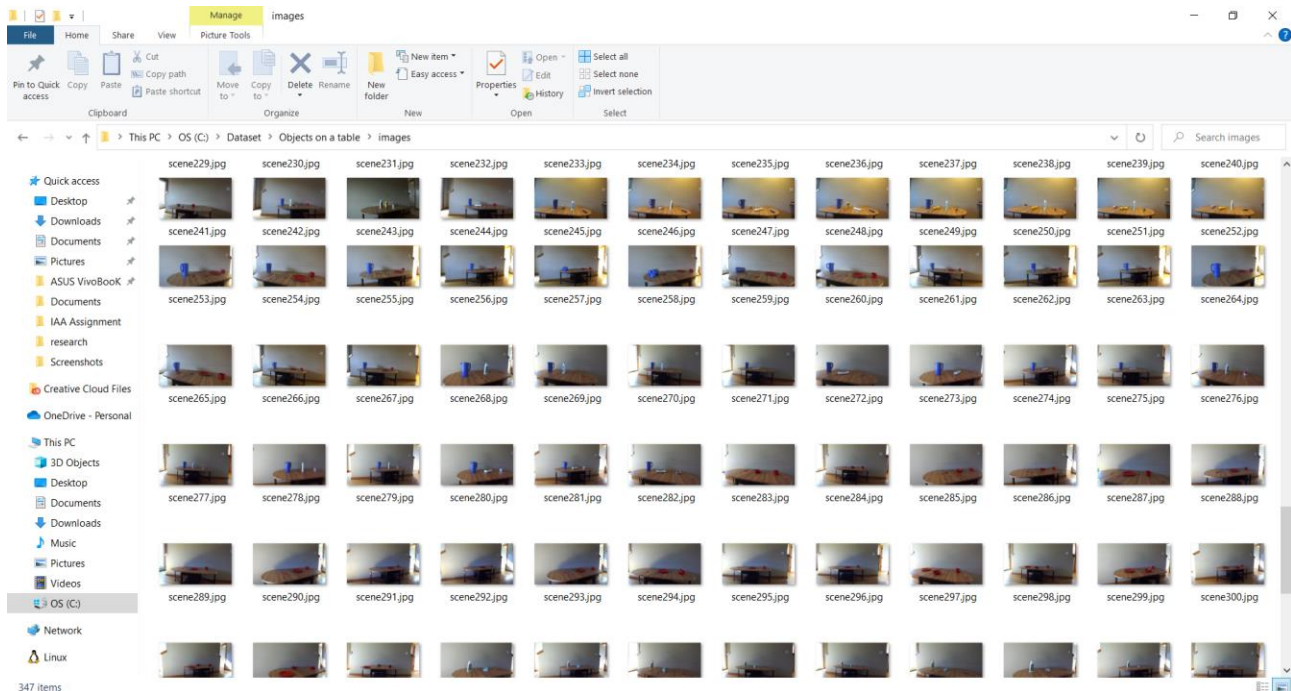 Manage images
File Home Share View Picture Tools
Pin to Quick access
Copy
Paste
Cut
Copy path
Paste shortcut
Move to
Copy to
Delete
Rename
New folder
New item
Easy access
Properties
Open
Edit
History
Select all
Select none
Invert selection
Clipboard Organize New Open Select
This PC > OS (C:) > Dataset > Objects on a table > images
Search images
Quick access
Desktop
Downloads
Documents
Pictures
ASUS VivoBooK
Documents
IAA Assignment
research
Screenshots
Creative Cloud Files
OneDrive - Personal
This PC
3D Objects
Desktop
Documents
Downloads
Music
Pictures
Videos
OS (C:)
Network
Linux
scene229.jpg scene230.jpg scene231.jpg scene232.jpg scene233.jpg scene234.jpg scene235.jpg scene236.jpg scene237.jpg scene238.jpg scene239.jpg scene240.jpg
scene241.jpg scene242.jpg scene243.jpg scene244.jpg scene245.jpg scene246.jpg scene247.jpg scene248.jpg scene249.jpg scene250.jpg scene251.jpg scene252.jpg
scene253.jpg scene254.jpg scene255.jpg scene256.jpg scene257.jpg scene258.jpg scene259.jpg scene260.jpg scene261.jpg scene262.jpg scene263.jpg scene264.jpg
scene265.jpg scene266.jpg scene267.jpg scene268.jpg scene269.jpg scene270.jpg scene271.jpg scene272.jpg scene273.jpg scene274.jpg scene275.jpg scene276.jpg
scene277.jpg scene278.jpg scene279.jpg scene280.jpg scene281.jpg scene282.jpg scene283.jpg scene284.jpg scene285.jpg scene286.jpg scene287.jpg scene288.jpg
scene289.jpg scene290.jpg scene291.jpg scene292.jpg scene293.jpg scene294.jpg scene295.jpg scene296.jpg scene297.jpg scene298.jpg scene299.jpg scene300.jpg
347 items